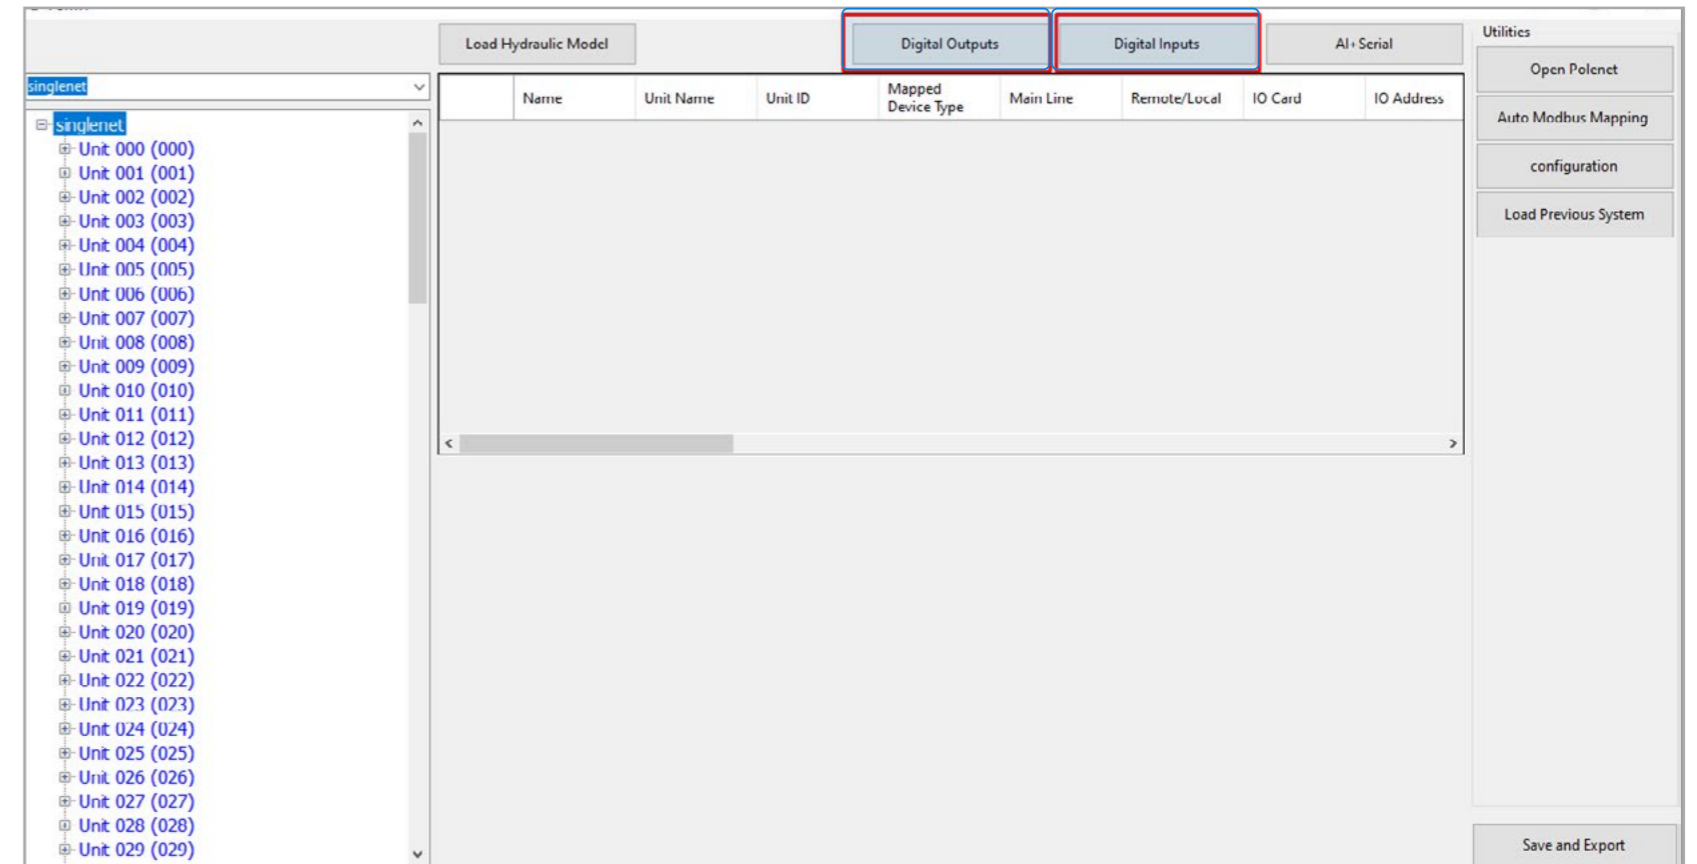 Load Hydraulic Model
Digital Outputs
Digital Inputs
AI+Serial
Utilities
Open Polenet
Auto Modbus Mapping
configuration
Load Previous System
singlenet
Name
Unit Name
Unit ID
Mapped
Device Type
Main Line
Remote/Local
IO Card
IO Address
singlenet
Unit 000 (000)
Unit 001 (001)
Unit 002 (002)
Unit 003 (003)
Unit 004 (004)
Unit 005 (005)
Unit 006 (006)
Unit 007 (007)
Unit 008 (008)
Unit 009 (009)
Unit 010 (010)
Unit 011 (011)
Unit 012 (012)
Unit 013 (013)
Unit 014 (014)
Unit 015 (015)
Unit 016 (016)
Unit 017 (017)
Unit 018 (018)
Unit 019 (019)
Unit 020 (020)
Unit 021 (021)
Unit 022 (022)
Unit 023 (023)
Unit 024 (024)
Unit 025 (025)
Unit 026 (026)
Unit 027 (027)
Unit 028 (028)
Unit 029 (029)
Save and Export